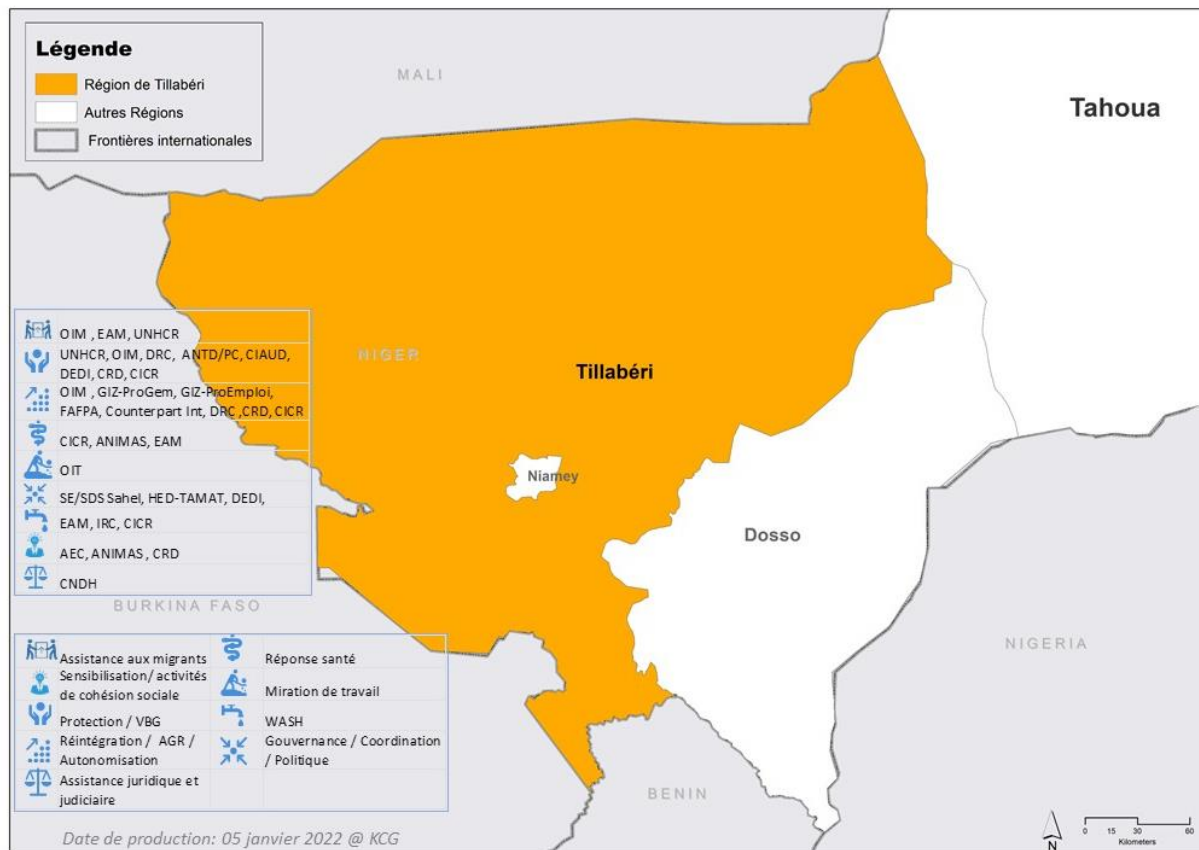 Légende
Région de Tillabéri
Autres Régions
Frontières internationales
MALI
Tahoua
NIGER
Tillabéri
Niamey
Dosso
BURKINA FASO
NIGERIA
BENIN
OIM , EAM, UNHCR
UNHCR, OIM, DRC, ANTD/PC, CIAUD,
DEDI, CRD, CICR
OIM , GIZ-ProGem, GIZ-ProEmploi,
FAFPA, Counterpart Int, DRC ,CRD, CICR
CICR, ANIMAS, EAM
OIT
SE/SDS Sahel, HED-TAMAT, DEDI,
EAM, IRC, CICR
AEC, ANIMAS , CRD
CNDH
Assistance aux migrants
Sensibilisation/ activités
de cohésion sociale
Protection / VBG
Réintégration / AGR /
Autonomisation
Assistance juridique et
judiciaire
Réponse santé
Miration de travail
WASH
Gouvernance / Coordination
/ Politique
Date de production: 05 janvier 2022 @ KCG
N
0 15 30 60
Kilometers